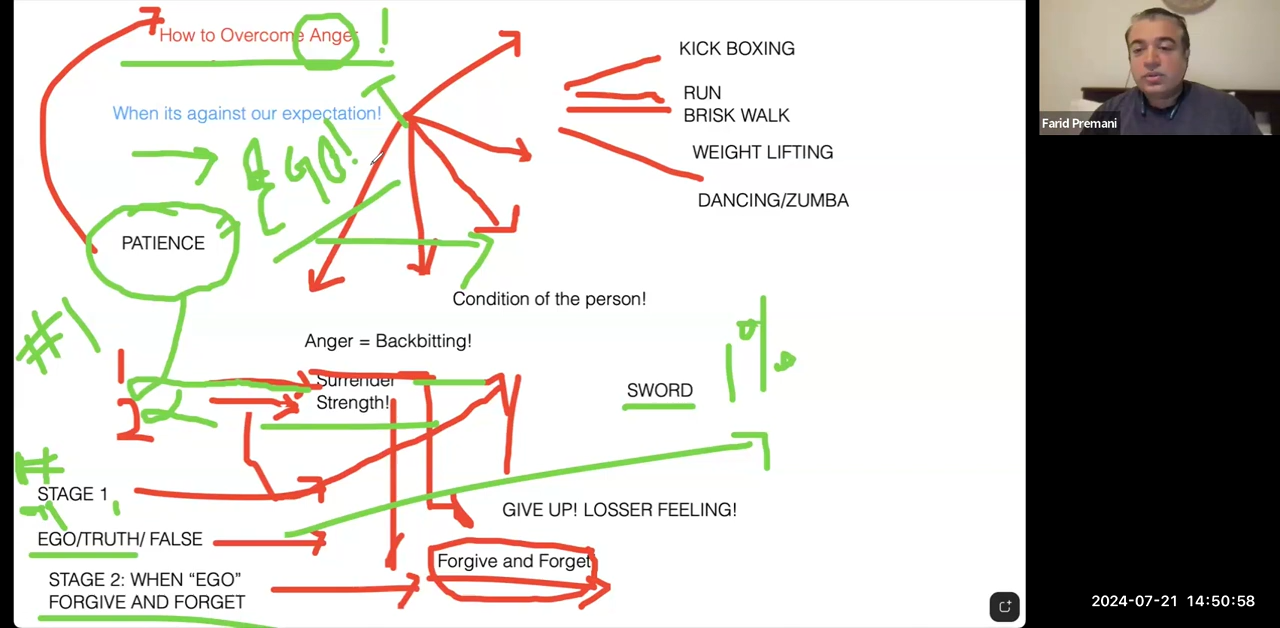 How to Overcome Anger !
When its against our expectation!
EGO!
PATIENCE
KICK BOXING
RUN
BRISK WALK
WEIGHT LIFTING
DANCING/ZUMBA
Farid Premani
Condition of the person!
Anger = Backbitting!
#1
1
Surrender
2
Strength!
SWORD
1%
STAGE 1
GIVE UP! LOSSER FEELING!
EGO/TRUTH/ FALSE
Forgive and Forget
STAGE 2: WHEN “EGO”
FORGIVE AND FORGET
2024-07-21 14:50:58